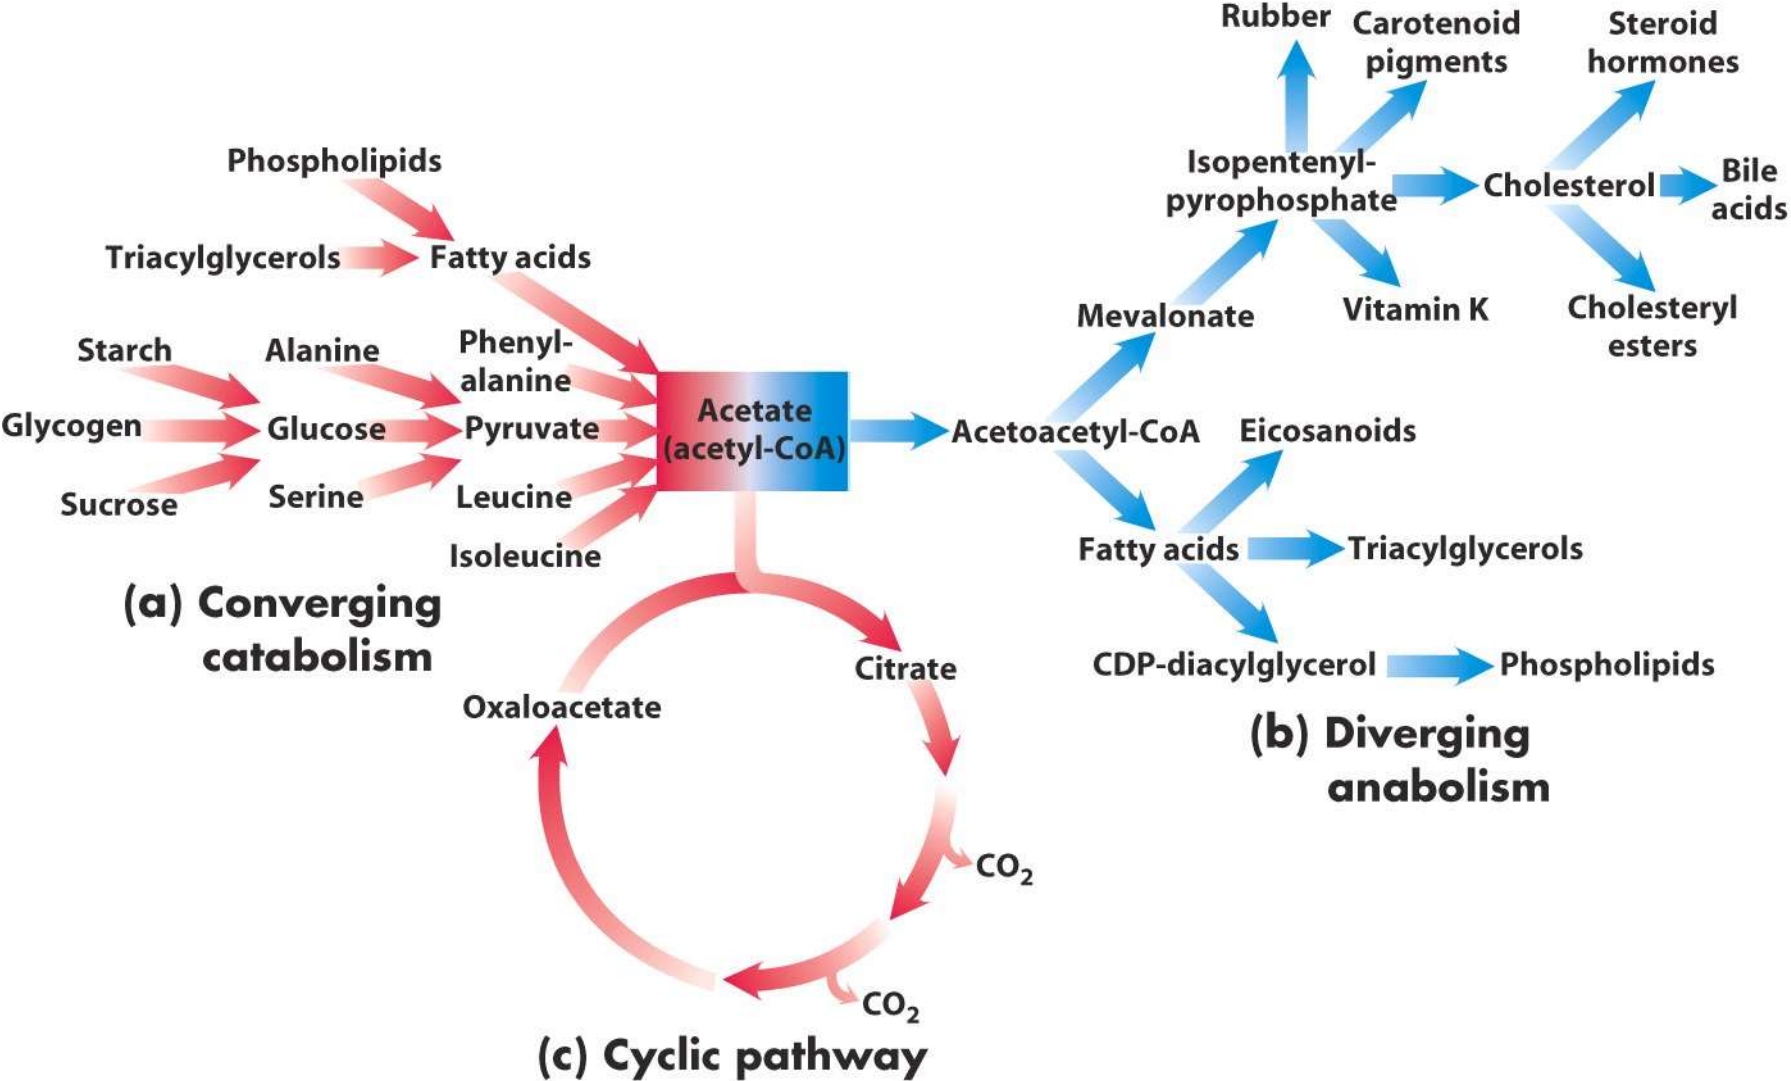 Rubber
Carotenoid
pigments
Steroid
hormones
Phospholipids
Isopentenyl-
pyrophosphate
Cholesterol
Bile
acids
Triacylglycerols
Fatty acids
Mevalonate
Vitamin K
Cholesteryl
esters
Starch
Alanine
Phenyl-
alanine
Glycogen
Glucose
Pyruvate
Acetate
(acetyl-CoA)
Acetoacetyl-CoA
Eicosanoids
Sucrose
Serine
Leucine
Isoleucine
Fatty acids
Triacylglycerols
(a) Converging
catabolism
Citrate
CDP-diacylglycerol
Phospholipids
Oxaloacetate
(b) Diverging
anabolism
CO₂
CO₂
(c) Cyclic pathway